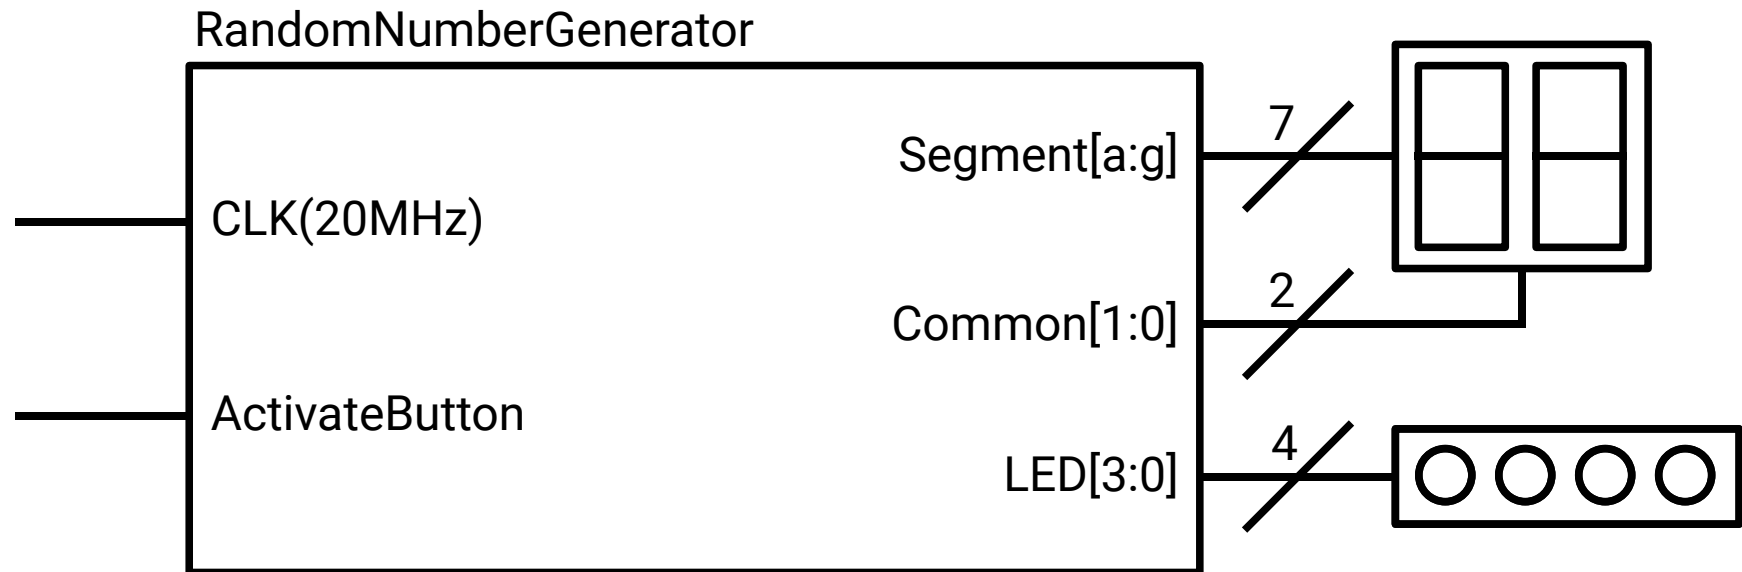 RandomNumberGenerator
CLK(20MHz)
ActivateButton
Segment[a:g]
Common[1:0]
LED[3:0]
7
2
4